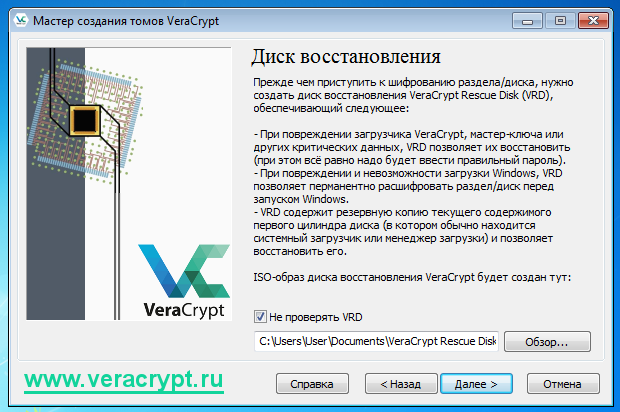 Мастер создания томов VeraCrypt
Диск восстановления
Прежде чем приступить к шифрованию раздела/диска, нужно
создать диск восстановления VeraCrypt Rescue Disk (VRD),
обеспечивающий следующее:
- При повреждении загрузчика VeraCrypt, мастер-ключа или
других критических данных, VRD позволяет их восстановить
(при этом всё равно надо будет ввести правильный пароль).
- При повреждении и невозможности загрузки Windows, VRD
позволяет перманентно расшифровать раздел/диск перед
запуском Windows.
- VRD содержит резервную копию текущего содержимого
первого цилиндра диска (в котором обычно находится
системный загрузчик или менеджер загрузки) и позволяет
восстановить его.
ISO-образ диска восстановления VeraCrypt будет создан тут:
VeraCrypt
Не проверять VRD
C:\Users\User\Documents\VeraCrypt Rescue Disk
Обзор...
www.veracrypt.ru
Справка
< Назад
Далее >
Отмена